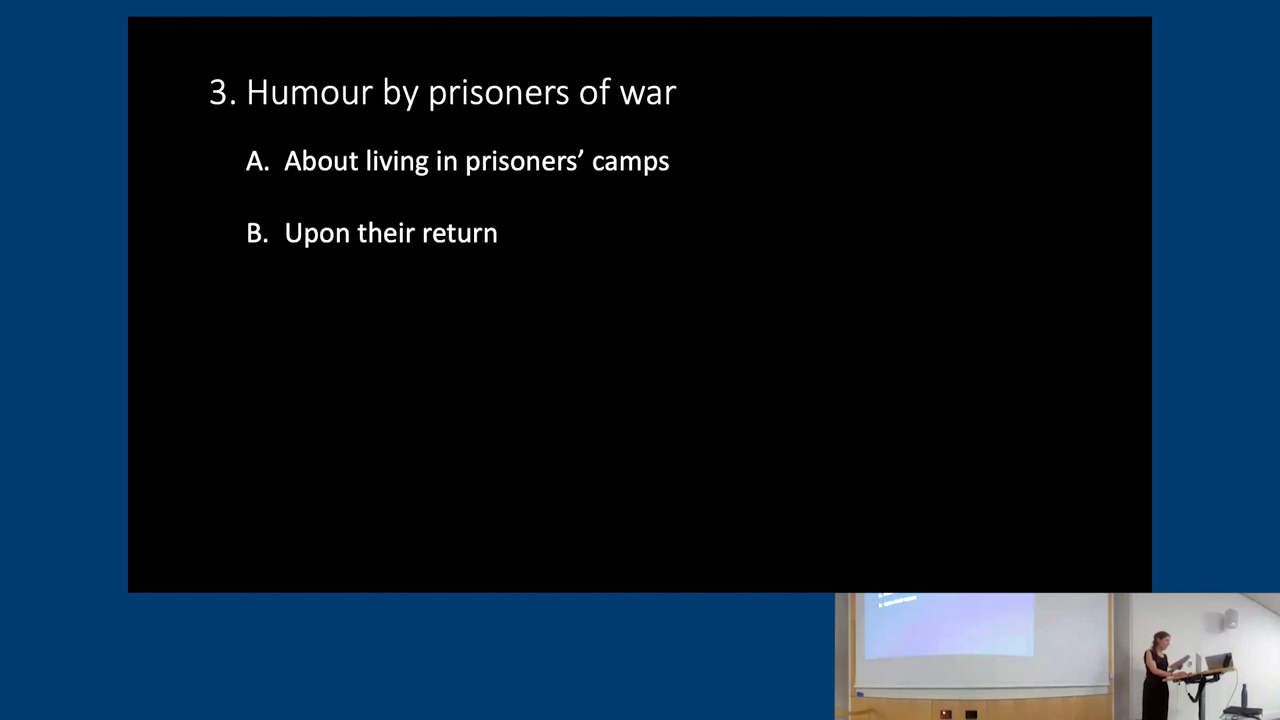 3. Humour by prisoners of war
A. About living in prisoners’ camps
B. Upon their return